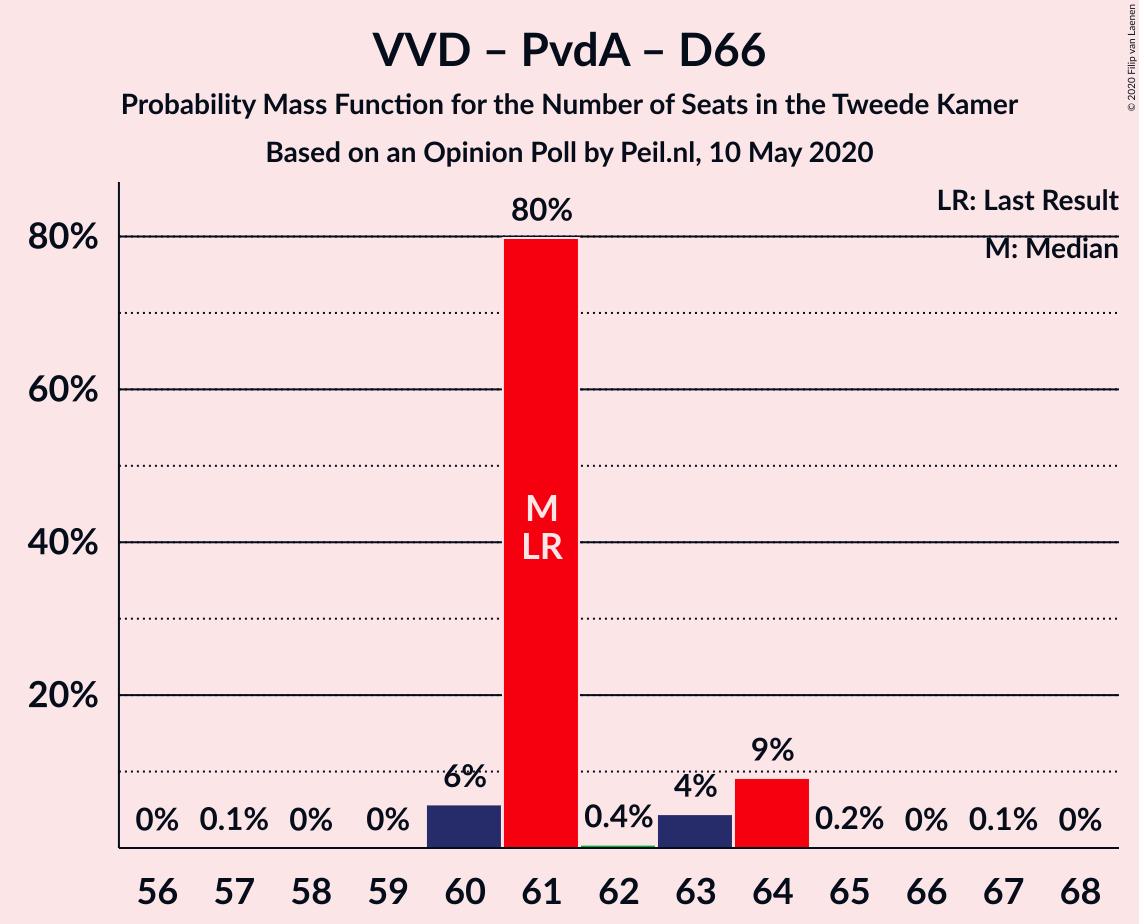 VVD – PvdA – D66
Probability Mass Function for the Number of Seats in the Tweede Kamer
Based on an Opinion Poll by Peil.nl, 10 May 2020
© 2020 Filip van Laenen
LR: Last Result
M: Median
80%
60%
40%
20%
0% 0.1% 0% 0% 6% 80% 0.4% 4% 9% 0.2% 0% 0.1% 0%
M
LR
56 57 58 59 60 61 62 63 64 65 66 67 68